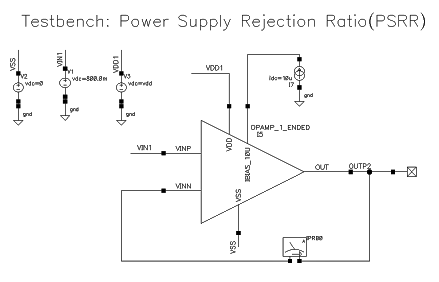 Testbench: Power Supply Rejection Ratio(PSRR)
VSS
VIN1
VDD1
V2
vdc=0
V1
vdc=800.0m
V3
vdc=vdd
gnd
gnd
gnd
VDD1
idc=10u
I7
gnd
OPAMP_1_ENDED
VDD
IBIAS_10U
VIN1
VINP
VINN
VSS
OUT
OUTP2
VSS
IPRB0